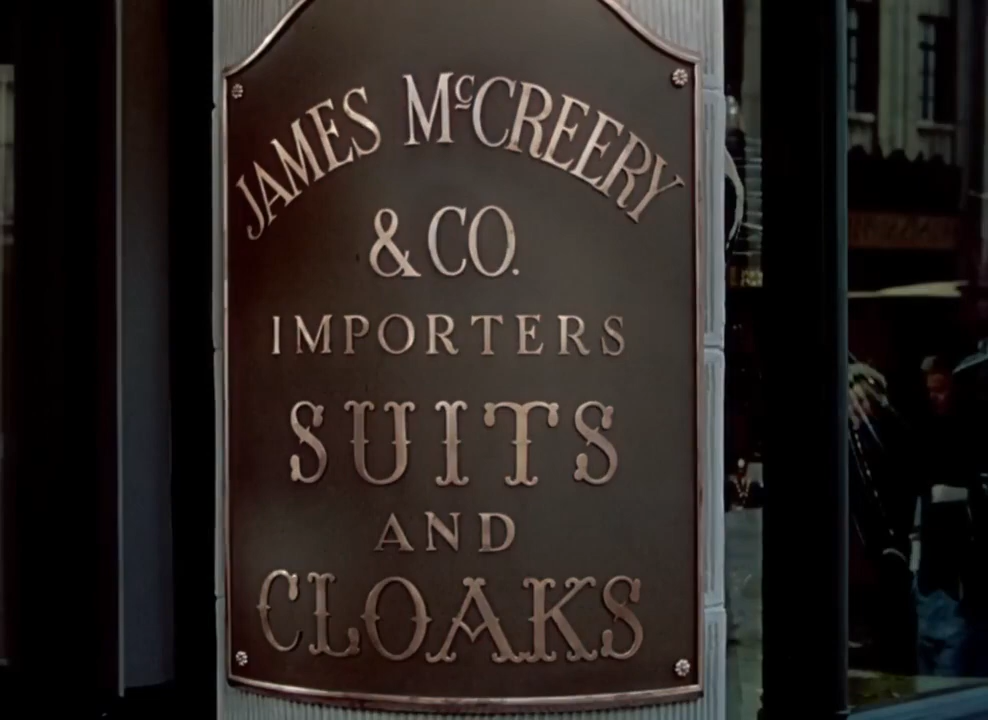 JAMES McCREERY
& CO.
IMPORTERS
SUITS
AND
CLOAKS